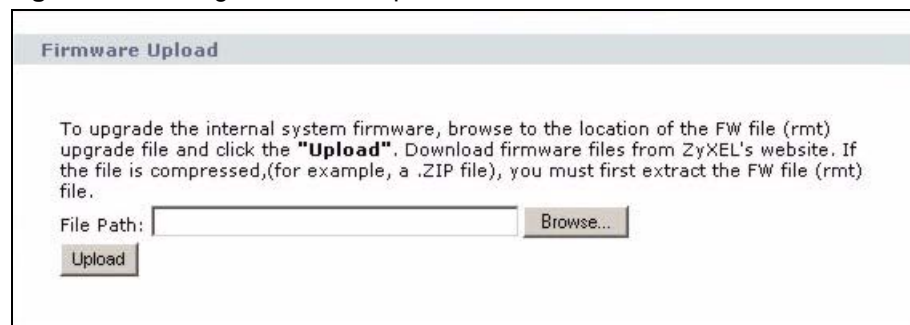 Firmware Upload
To upgrade the internal system firmware, browse to the location of the FW file (rmt)
upgrade file and click the "Upload". Download firmware files from ZyXEL's website. If
the file is compressed,(for example, a .ZIP file), you must first extract the FW file (rmt)
file.
File Path: Browse...
Upload